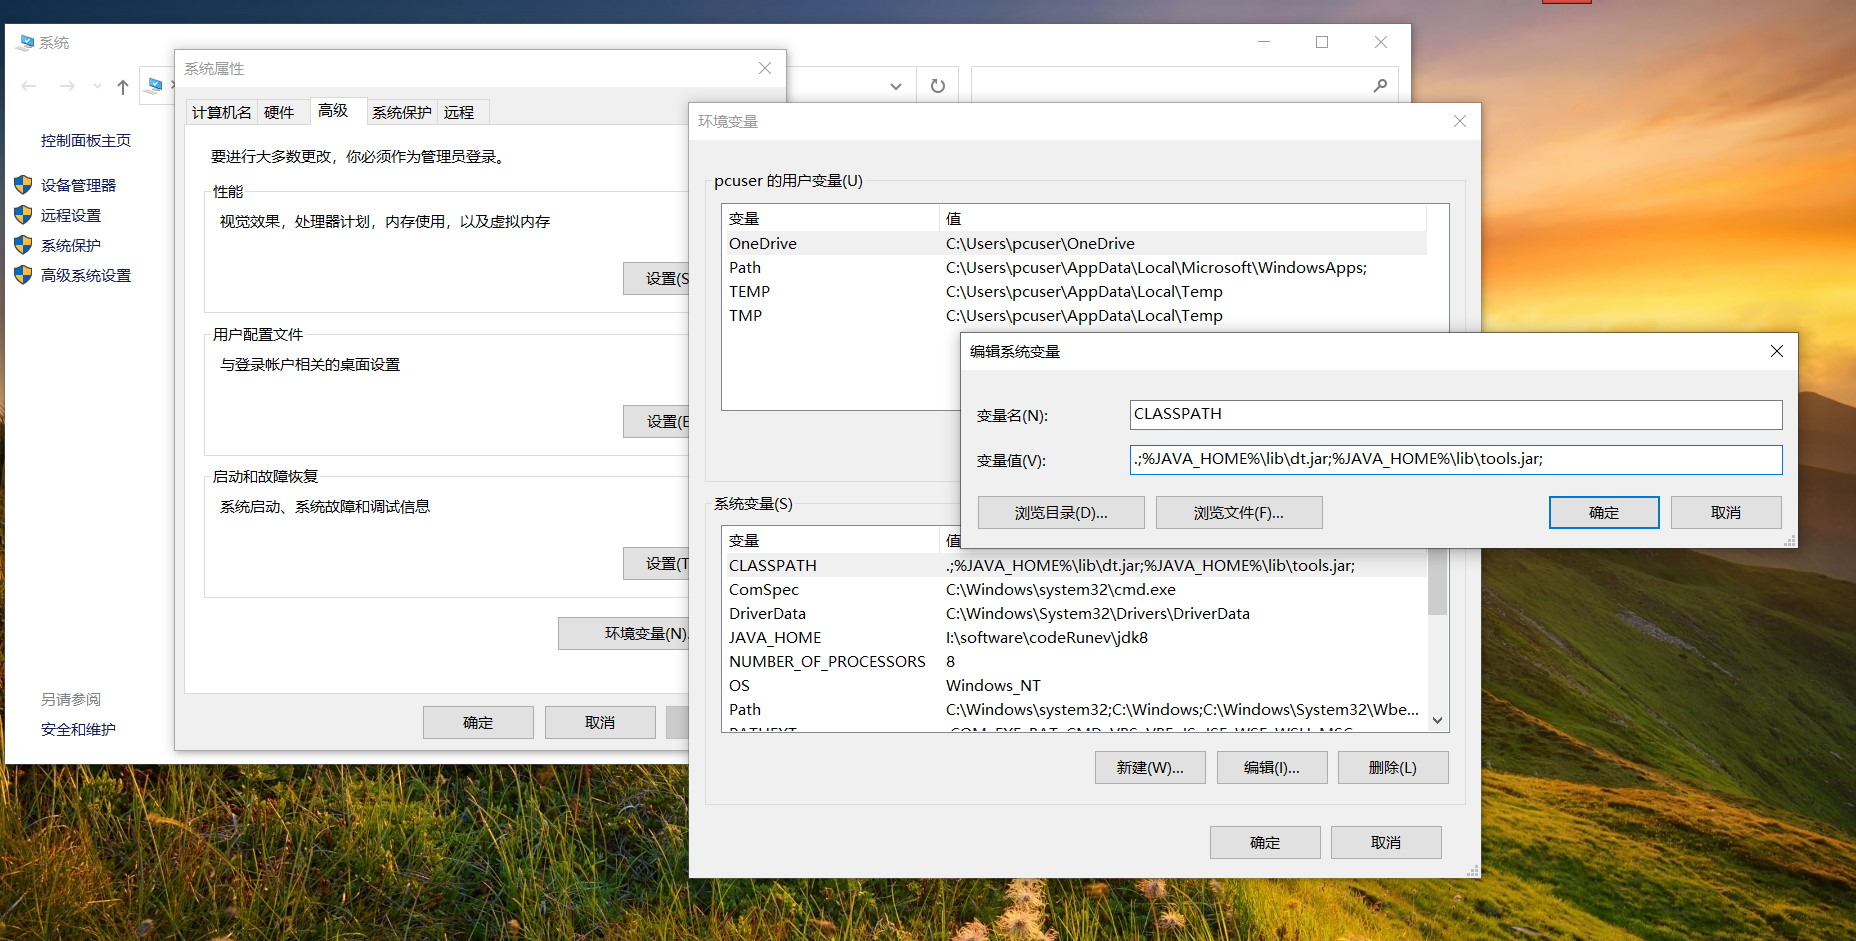 系统
控制面板主页
设备管理器
远程设置
系统保护
高级系统设置
另请参阅
安全和维护
系统属性
计算机名 硬件 高级 系统保护 远程
要进行大多数更改，你必须作为管理员登录。
性能
视觉效果，处理器计划，内存使用，以及虚拟内存
设置(S
用户配置文件
与登录帐户相关的桌面设置
设置(E
启动和故障恢复
系统启动、系统故障和调试信息
设置(T
环境变量(N).
确定 取消
环境变量
pcuser 的用户变量(U)
变量 值
OneDrive C:\Users\pcuser\OneDrive
Path C:\Users\pcuser\AppData\Local\Microsoft\WindowsApps;
TEMP C:\Users\pcuser\AppData\Local\Temp
TMP C:\Users\pcuser\AppData\Local\Temp
系统变量(S)
变量 值
CLASSPATH .;%JAVA_HOME%\lib\dt.jar;%JAVA_HOME%\lib\tools.jar;
ComSpec C:\Windows\system32\cmd.exe
DriverData C:\Windows\System32\Drivers\DriverData
JAVA_HOME I:\software\codeRunev\jdk8
NUMBER_OF_PROCESSORS 8
OS Windows_NT
Path C:\Windows\system32;C:\Windows;C:\Windows\System32\Wbe...
PATHEXT .COM;.EXE;.BAT;.CMD;.VBS;.VBE;.JS;.JSE;.WSF;.WSH;.MSC
新建(W)... 编辑(I)... 删除(L)
确定 取消
编辑系统变量
变量名(N): CLASSPATH
变量值(V): .;%JAVA_HOME%\lib\dt.jar;%JAVA_HOME%\lib\tools.jar;
浏览目录(D)... 浏览文件(F)... 确定 取消